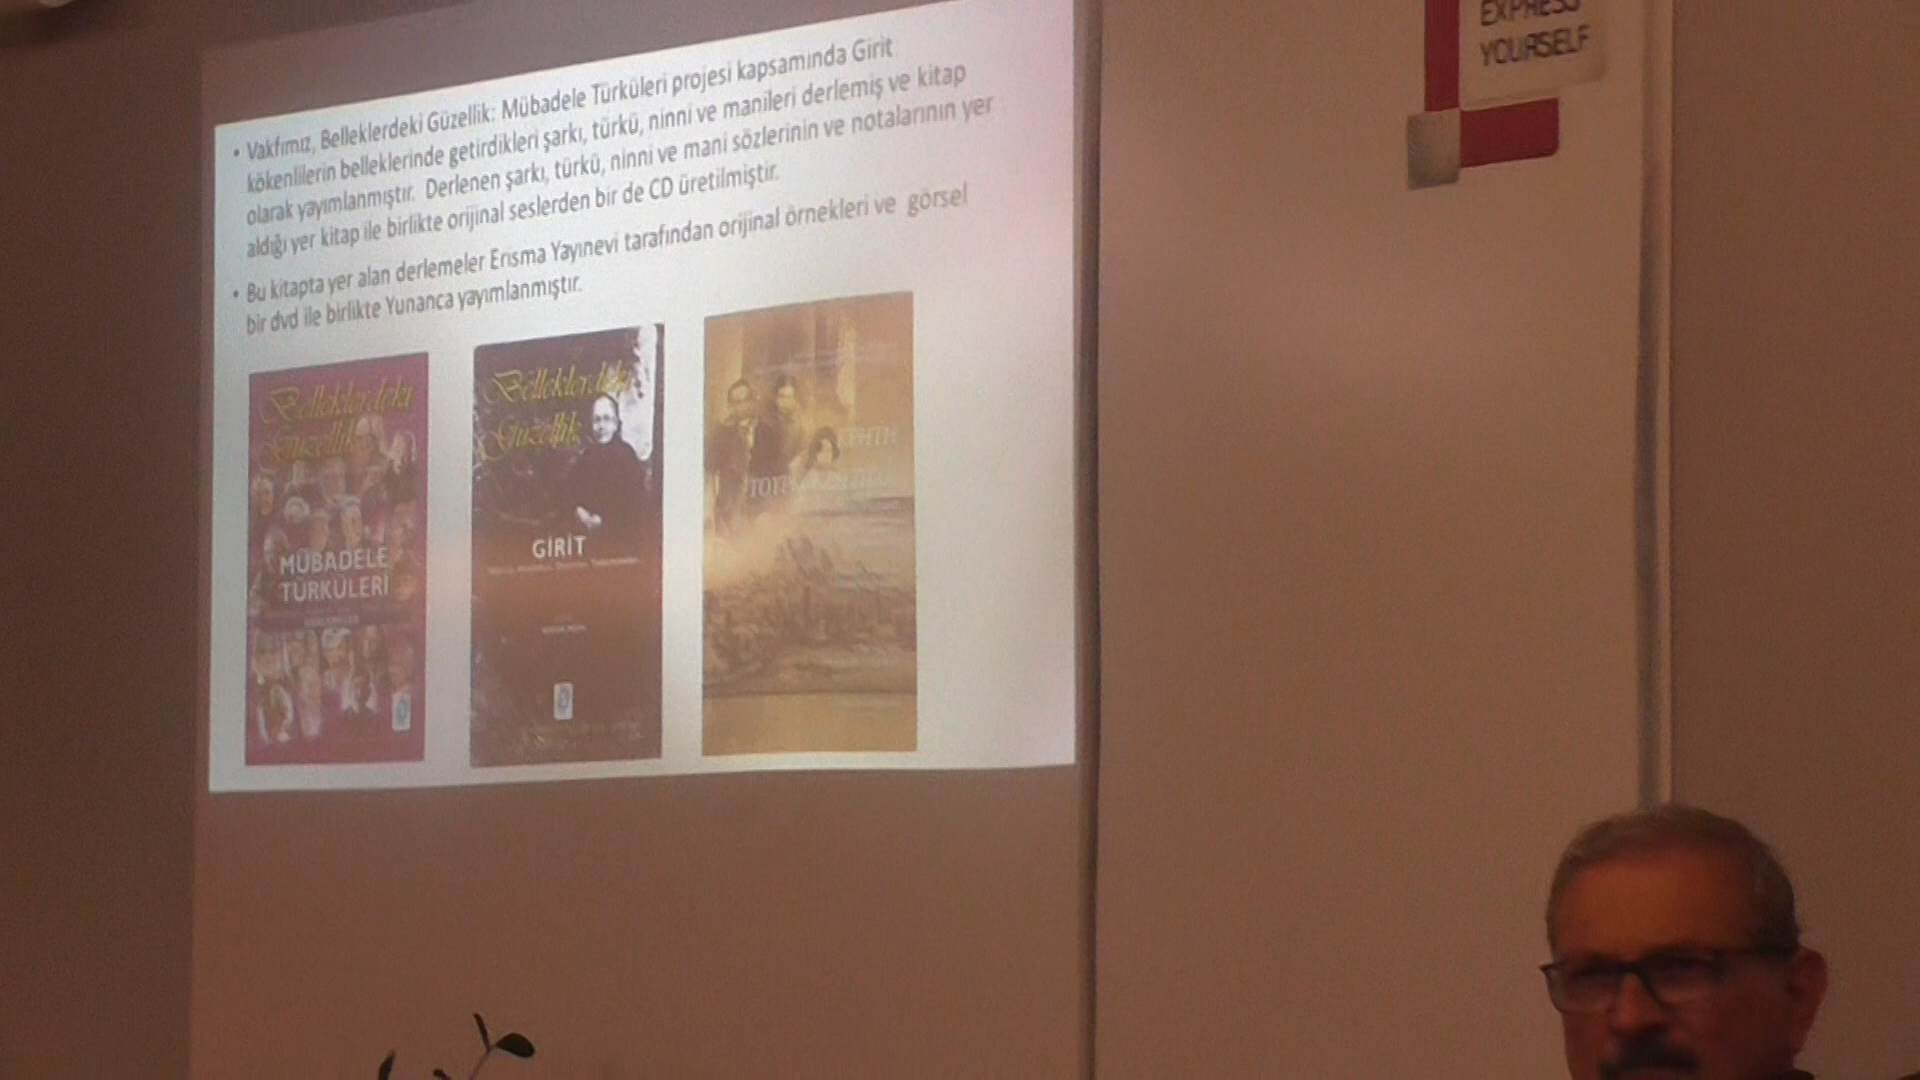 • Vakfımız, Belleklerdeki Güzellik: Mübadele Türküleri projesi kapsamında Girit
kökenlilerin belleklerinde getirdikleri şarkı, türkü, ninni ve manileri derlemiş ve kitap
olarak yayımlanmıştır. Derlenen şarkı, türkü, ninni ve mani sözlerinin ve notalarının yer
aldığı yer kitap ile birlikte orijinal seslerden bir de CD üretilmiştir.
• Bu kitapta yer alan derlemeler Erisma Yayınevi tarafından orijinal örnekleri ve görsel
bir dvd ile birlikte Yunanca yayımlanmıştır.
Belleklerdeki
Güzellik
MÜBADELE
TÜRKÜLERİ
Belleklerdeki
Güzellik
GİRİT
EXPRESS
YOURSELF